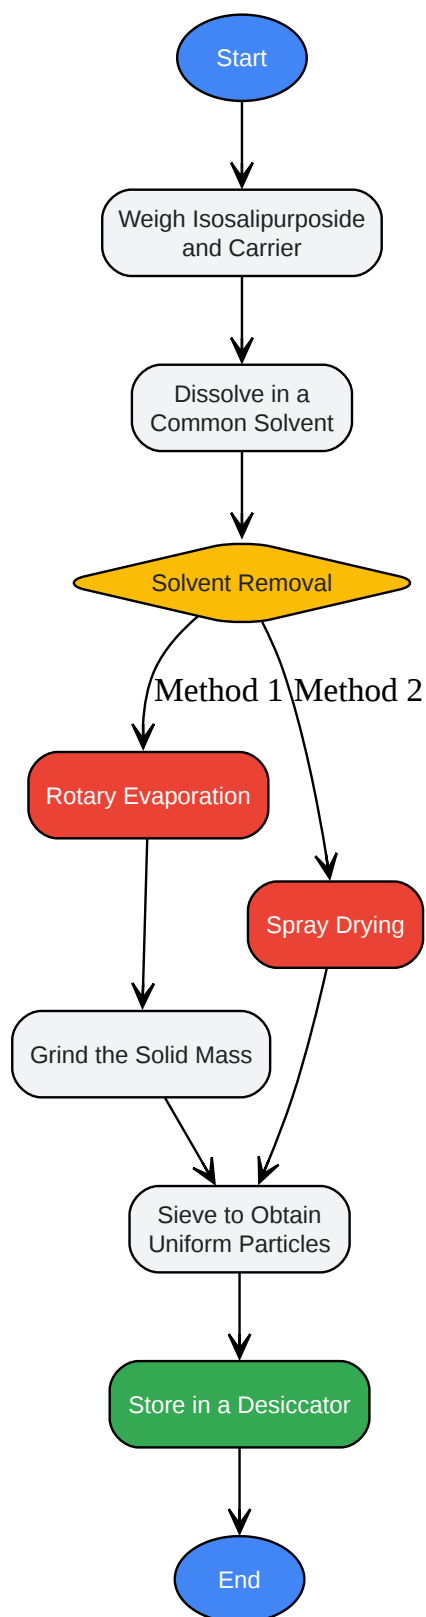 Start
Weigh Isosalipurposide
and Carrier
Dissolve in a
Common Solvent
Solvent Removal
Method 1
Method 2
Rotary Evaporation
Spray Drying
Grind the Solid Mass
Sieve to Obtain
Uniform Particles
Store in a Desiccator
End